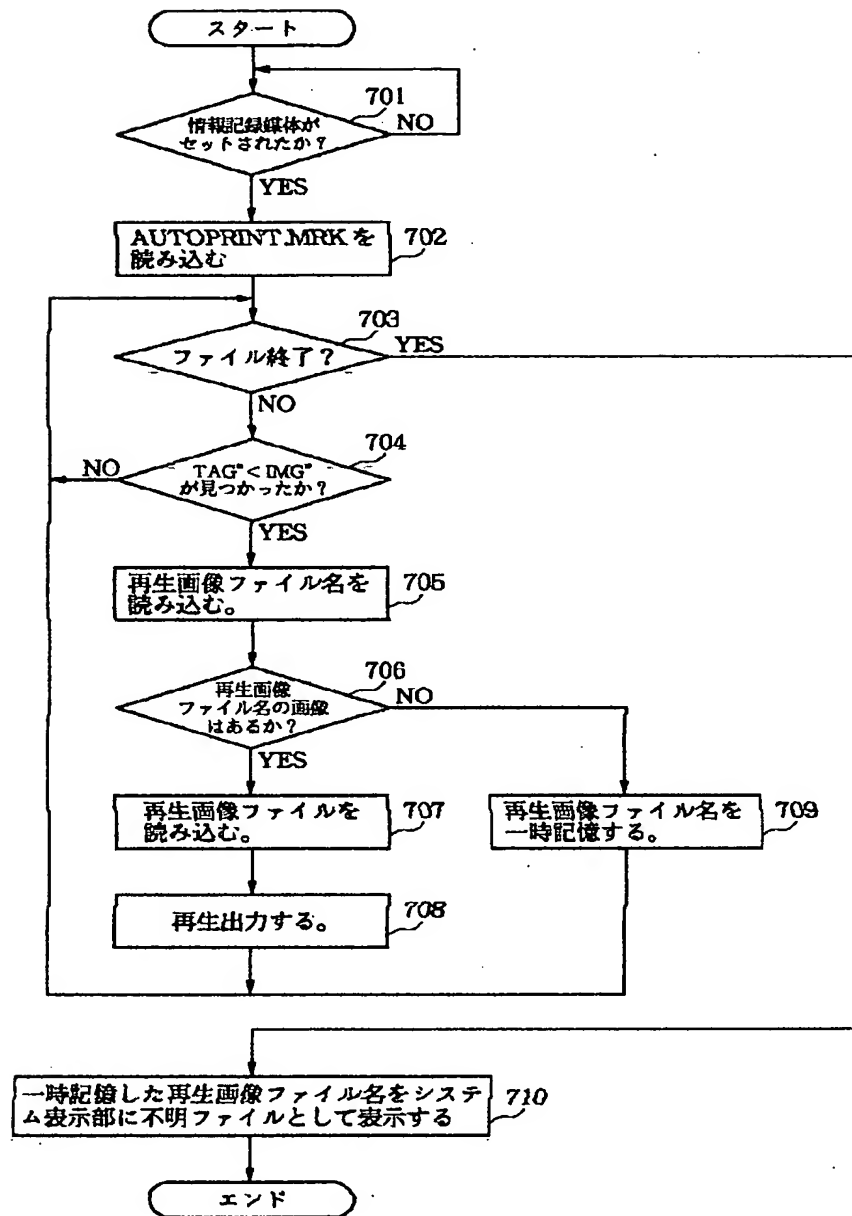 スタート
701
情報記録媒体が
セットされたか？
NO
YES
AUTOPRINT.MRKを
読み込む
702
703
ファイル終了？
YES
NO
704
NO
TAG"<IMG"
が見つかったか？
YES
再生画像ファイル名を
読み込む。
705
706
再生画像
ファイル名の画像
はあるか？
NO
YES
再生画像ファイルを
読み込む。
707
再生画像ファイル名を
一時記憶する。
709
再生出力する。
708
一時記憶した再生画像ファイル名をシステ
ム表示部に不明ファイルとして表示する
710
エンド